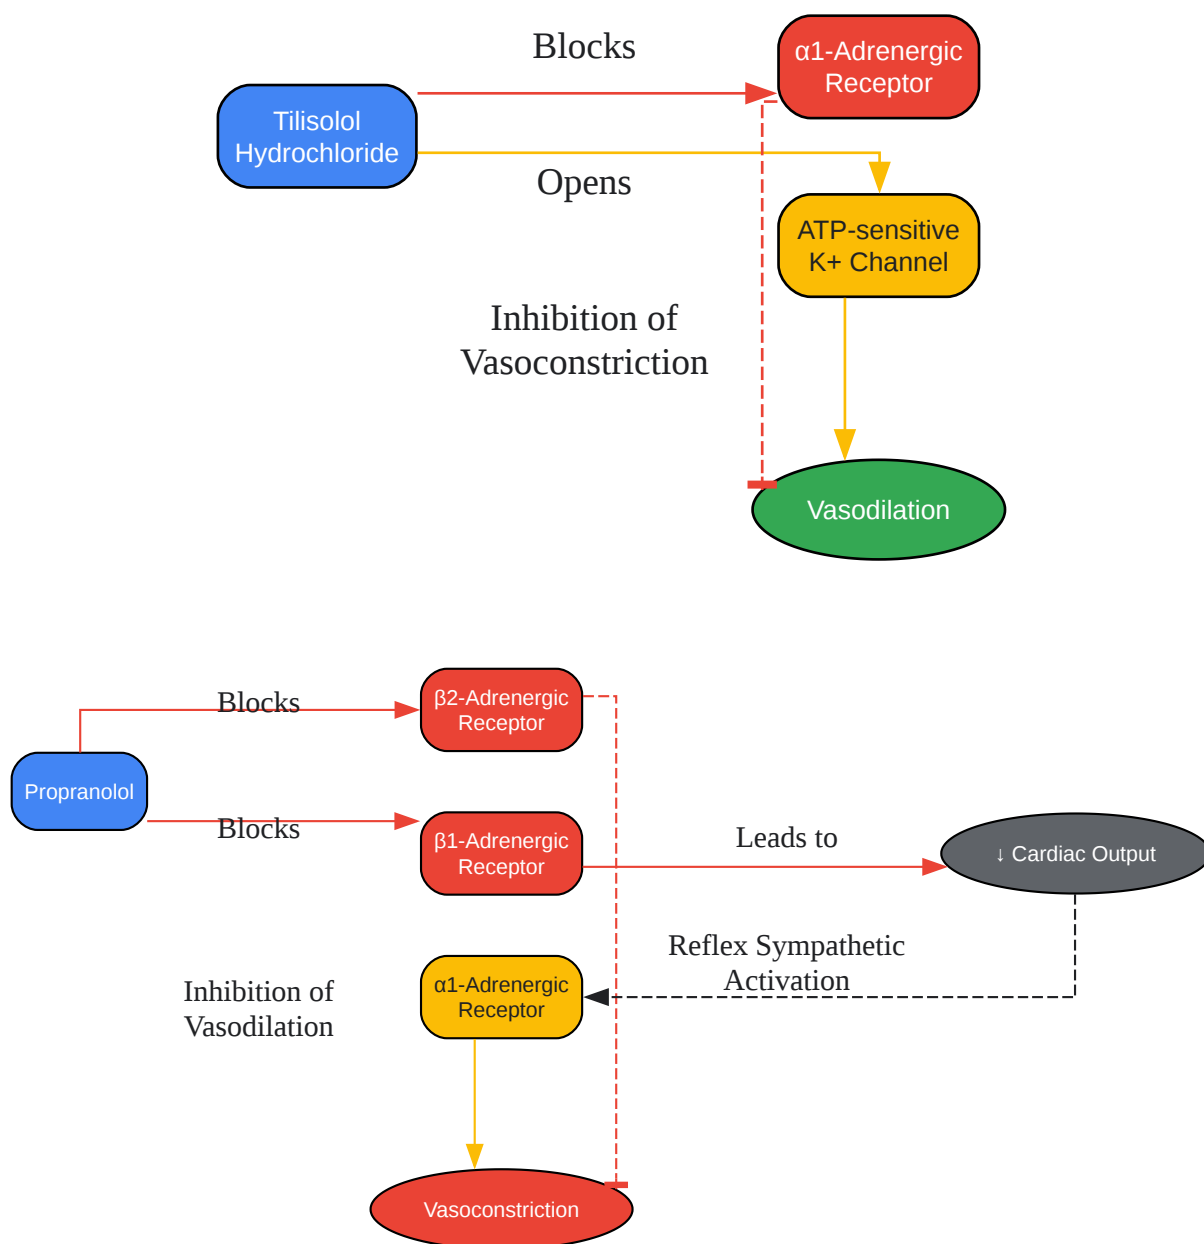 Blocks
α1-Adrenergic
Receptor
Tilisolol
Hydrochloride
Opens
ATP-sensitive
K+ Channel
Inhibition of
Vasoconstriction
Vasodilation
Blocks
β2-Adrenergic
Receptor
Propranolol
Blocks
β1-Adrenergic
Receptor
Leads to
↓ Cardiac Output
Reflex Sympathetic
Activation
α1-Adrenergic
Receptor
Inhibition of
Vasodilation
Vasoconstriction